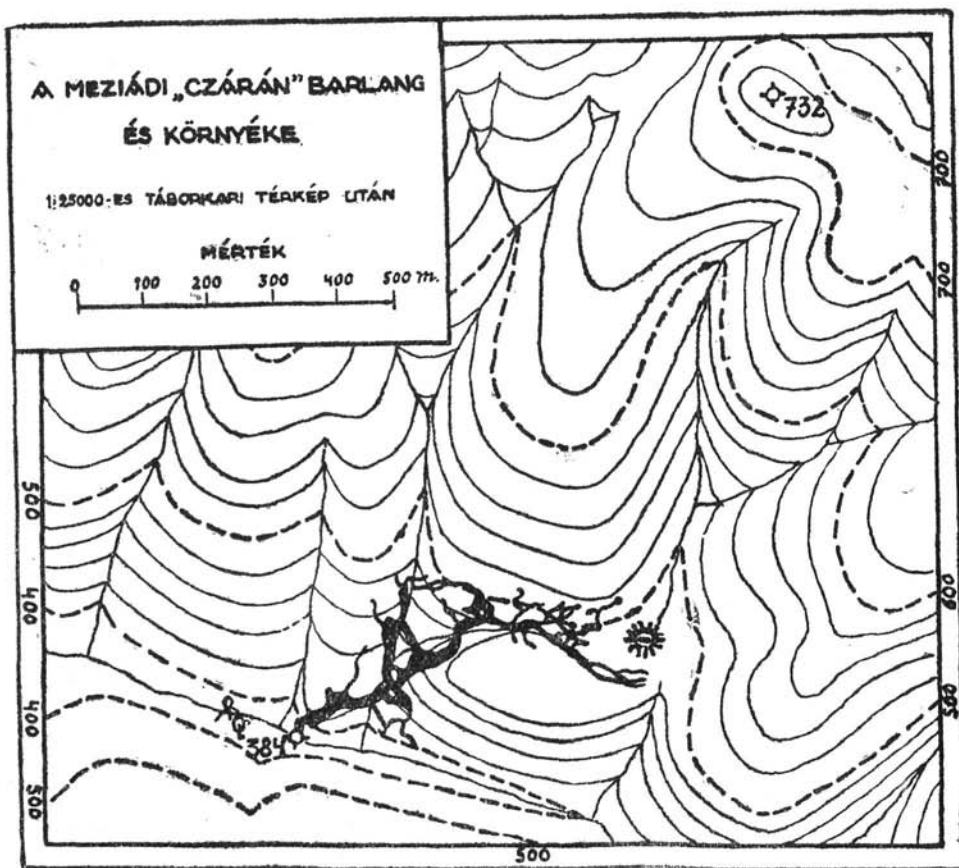 A MEZIÁDI „CZÁRÁN” BARLANG
ÉS KÖRNYÉKE
1:25000-ES TÁBORKARI TÉRKÉP UTÁN
MÉRTÉK
0 100 200 300 400 500 m.
732
700
700
500
400
600
384
400
500
500
500